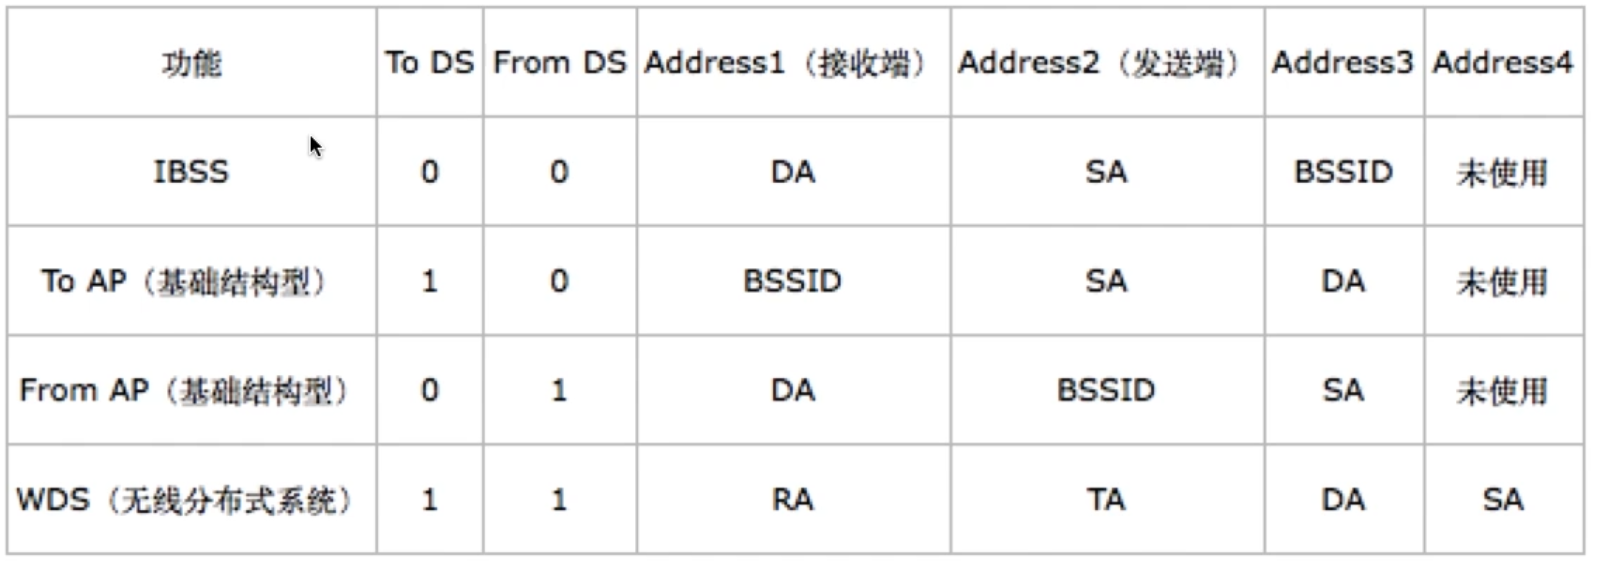 功能 To DS From DS Address1（接收端） Address2（发送端） Address3 Address4
IBSS 0 0 DA SA BSSID 未使用
To AP（基础结构型） 1 0 BSSID SA DA 未使用
From AP（基础结构型） 0 1 DA BSSID SA 未使用
WDS（无线分布式系统） 1 1 RA TA DA SA